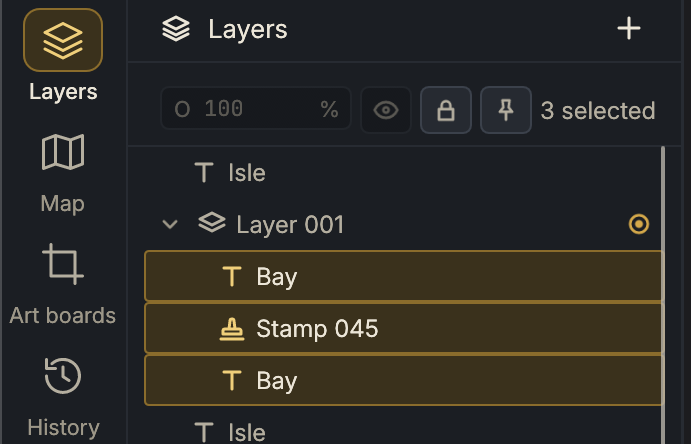 Layers
Map
Art boards
History
Layers
O 100 %
3 selected
Isle
Layer 001
Bay
Stamp 045
Bay
Isle